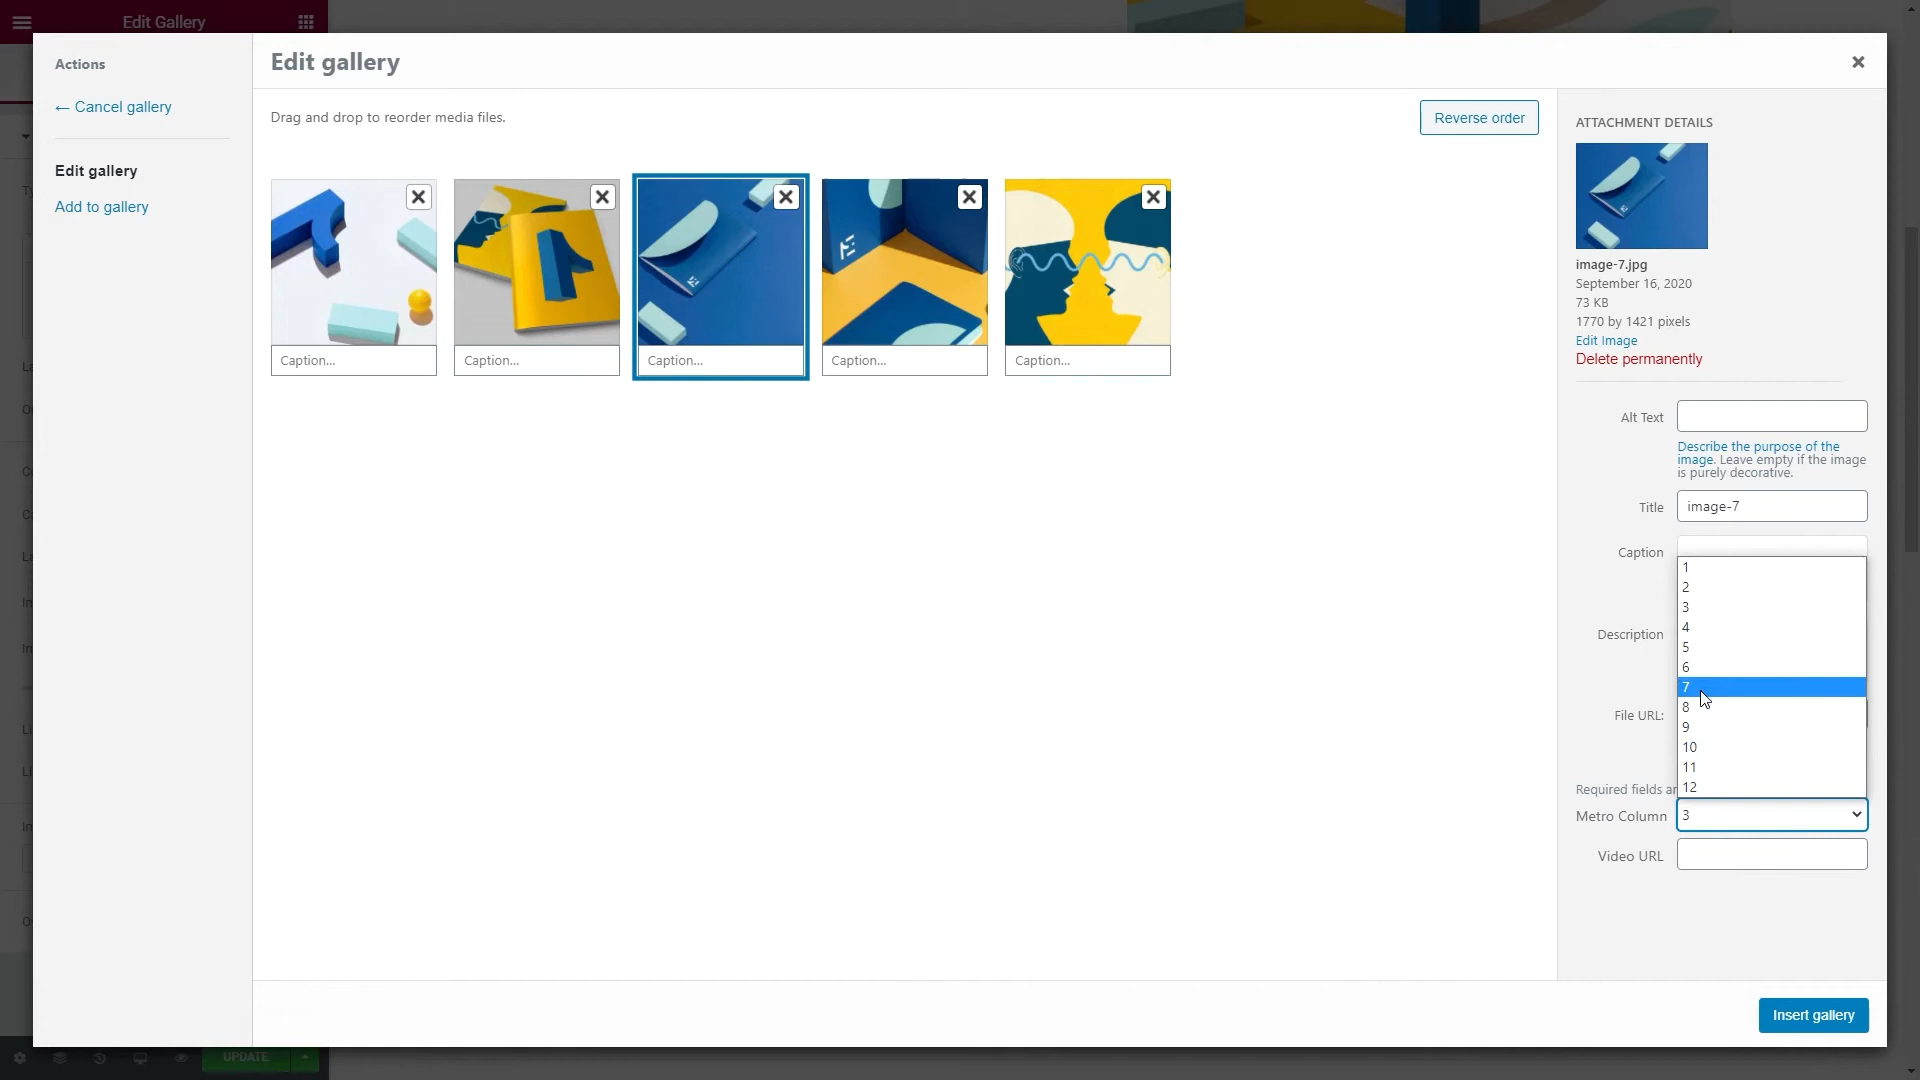 Edit Gallery
Actions
← Cancel gallery
Edit gallery
Add to gallery
Edit gallery
Drag and drop to reorder media files.
Reverse order
Caption...
Caption...
Caption...
Caption...
Caption...
ATTACHMENT DETAILS
image-7.jpg
September 16, 2020
73 KB
1770 by 1421 pixels
Edit Image
Delete permanently
Alt Text
Describe the purpose of the
image. Leave empty if the image
is purely decorative.
Title
image-7
Caption
1
2
3
4
5
Description
6
7
8
File URL:
9
10
11
12
Required fields
Metro Column
3
Video URL
Insert gallery
UPDATE